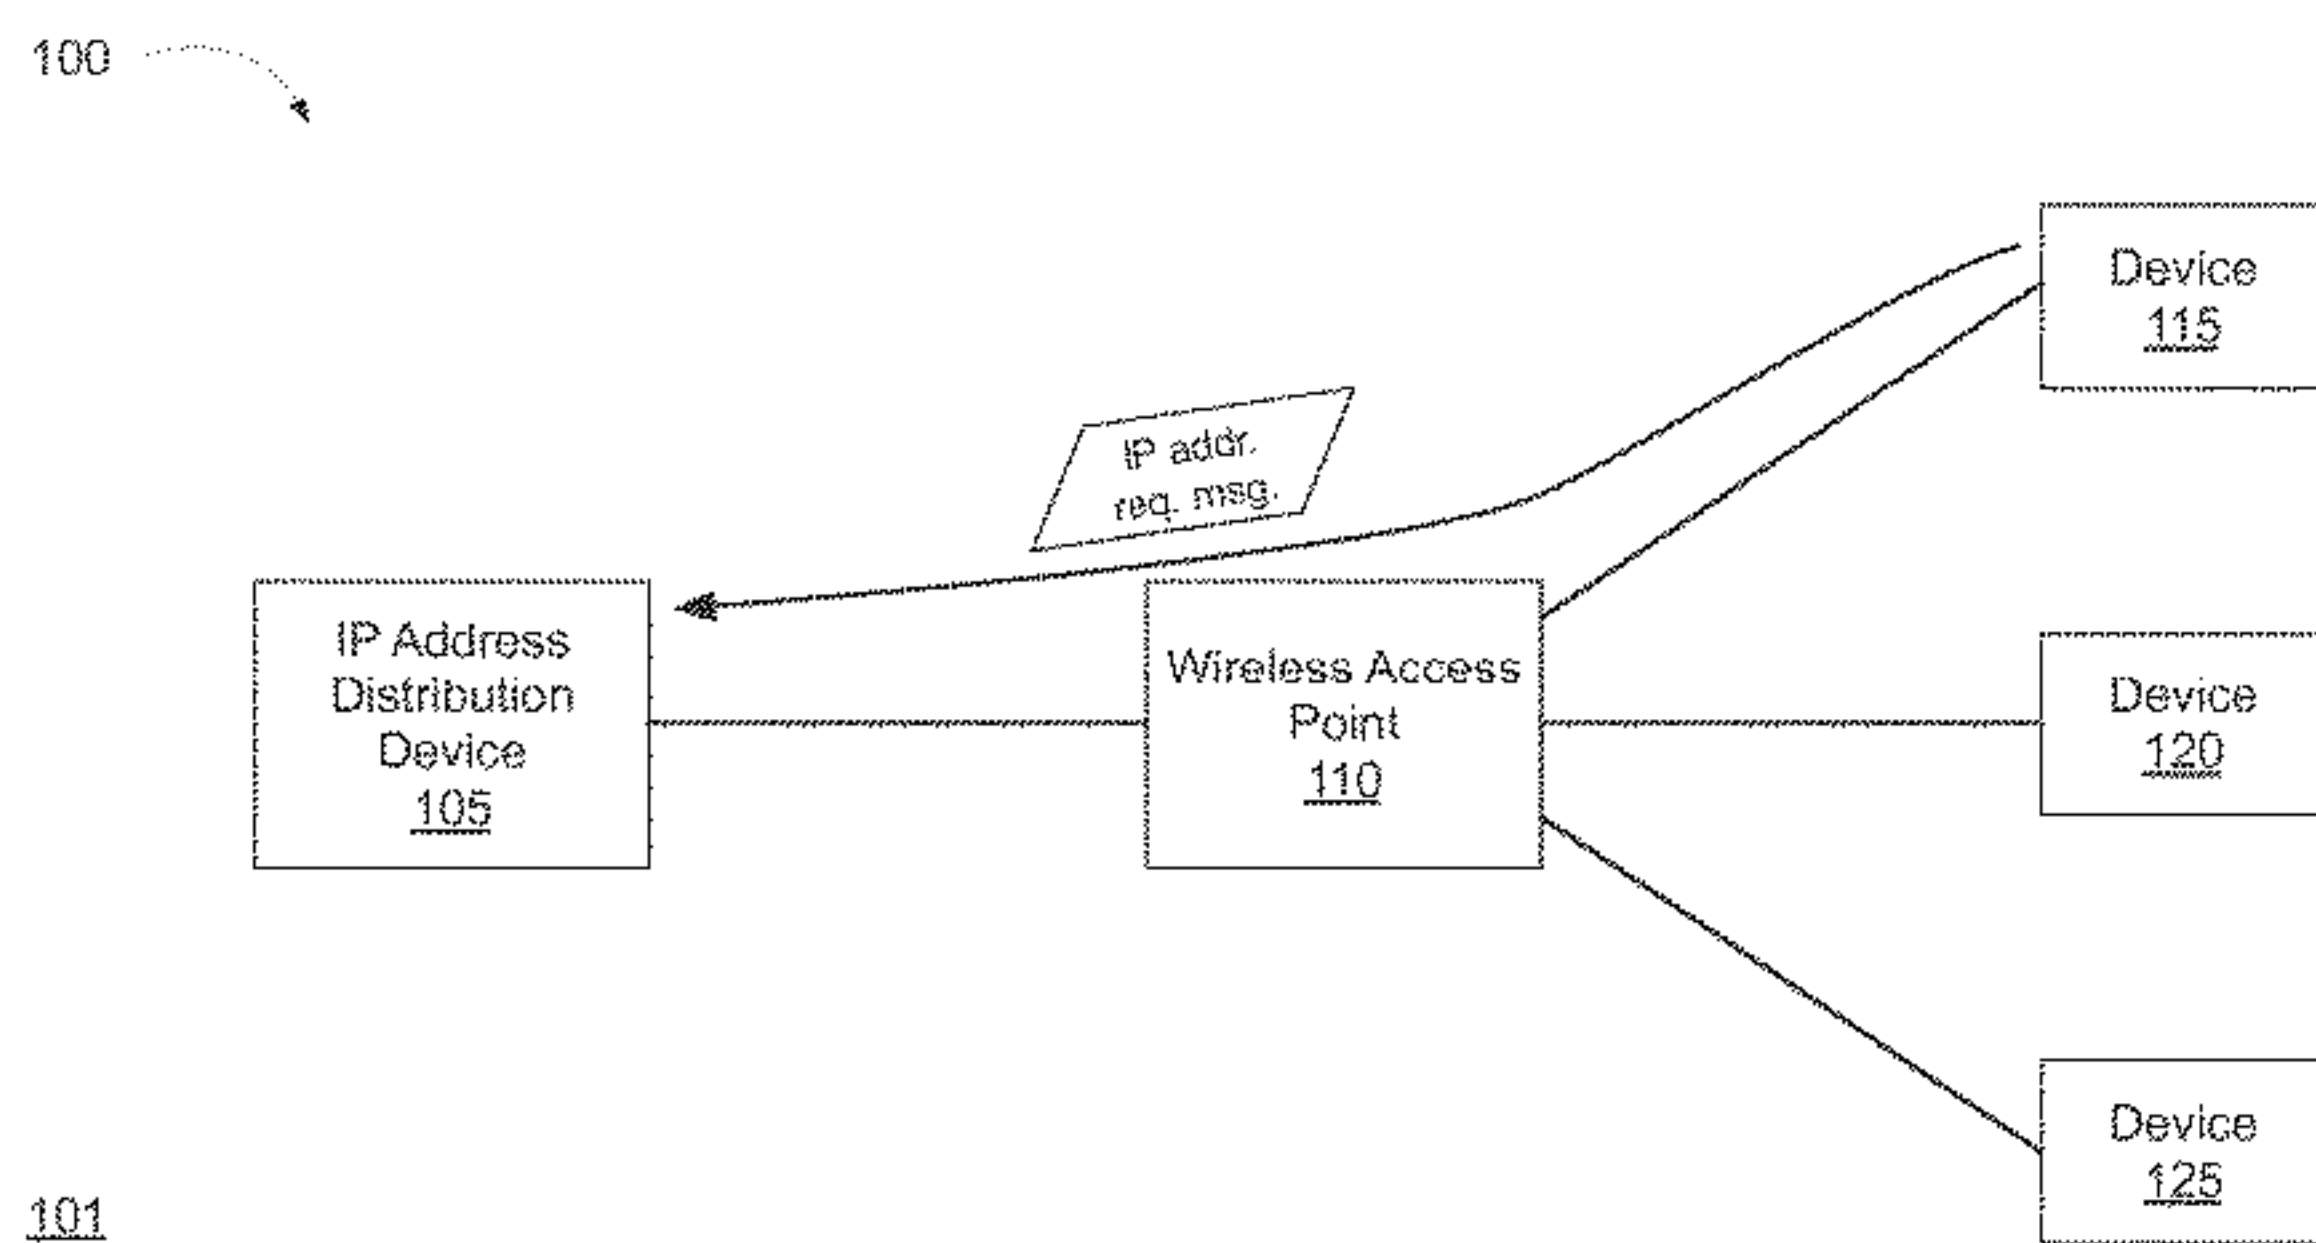 100
Device
115
IP addr.
req. msg.
IP Address
Distribution
Device
105
Wireless Access
Point
110
Device
120
Device
125
101